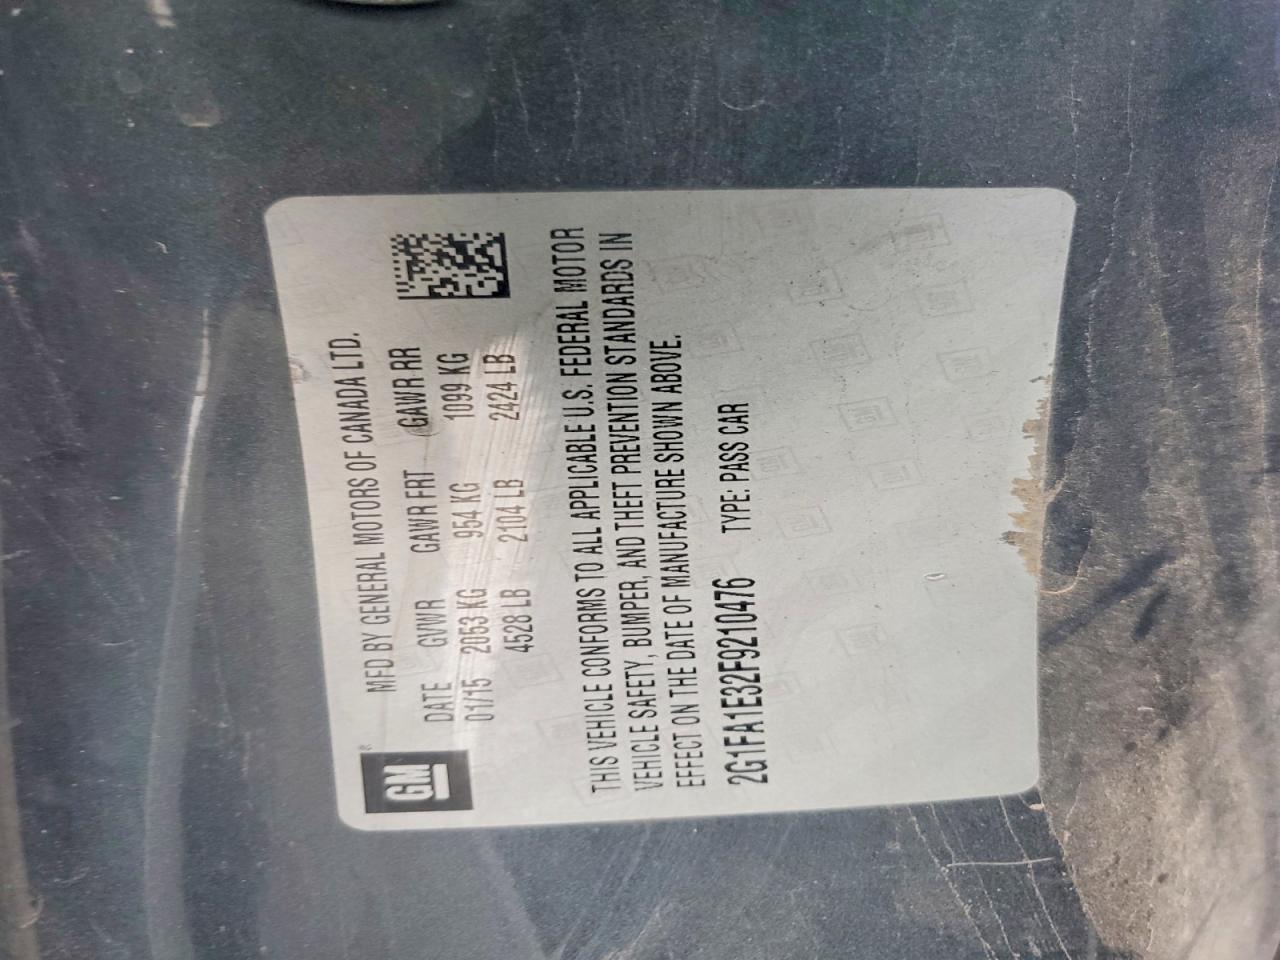 GM ®
MFD BY GENERAL MOTORS OF CANADA LTD.
DATE GVWR GAWR FRT GAWR RR
01/15 2053 KG 954 KG 1099 KG
4528 LB 2104 LB 2424 LB
THIS VEHICLE CONFORMS TO ALL APPLICABLE U.S. FEDERAL MOTOR
VEHICLE SAFETY, BUMPER, AND THEFT PREVENTION STANDARDS IN
EFFECT ON THE DATE OF MANUFACTURE SHOWN ABOVE.
2G1FA1E32F9210476 TYPE: PASS CAR